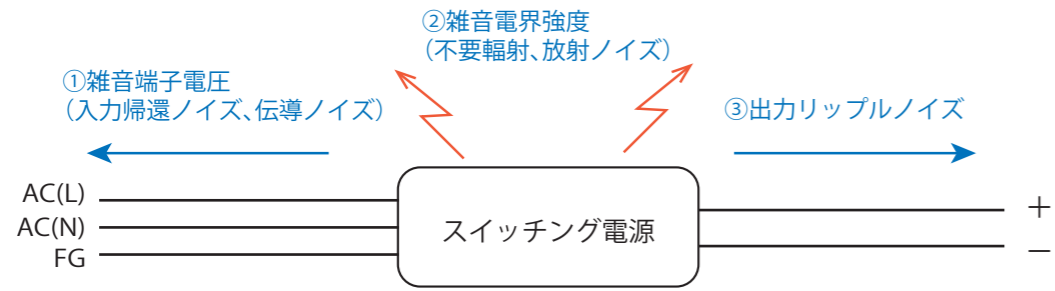 ②雑音電界強度
（不要輻射、放射ノイズ）
①雑音端子電圧
（入力帰還ノイズ、伝導ノイズ）
③出力リップルノイズ
AC(L)
AC(N)
FG
スイッチング電源
＋
－